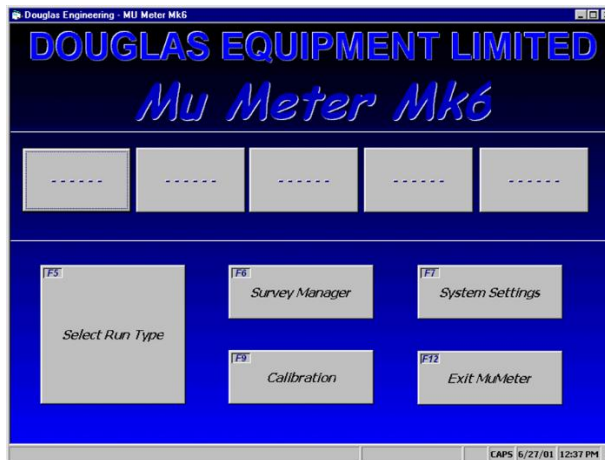 Douglas Engineering - MU Meter Mk6
DOUGLAS EQUIPMENT LIMITED
Mu Meter Mk6
------ ------ ------ ------ ------
F5 F6 F7
Survey Manager System Settings
Select Run Type
F9 F12
Calibration Exit MuMeter
CAPS 6/27/01 12:37 PM